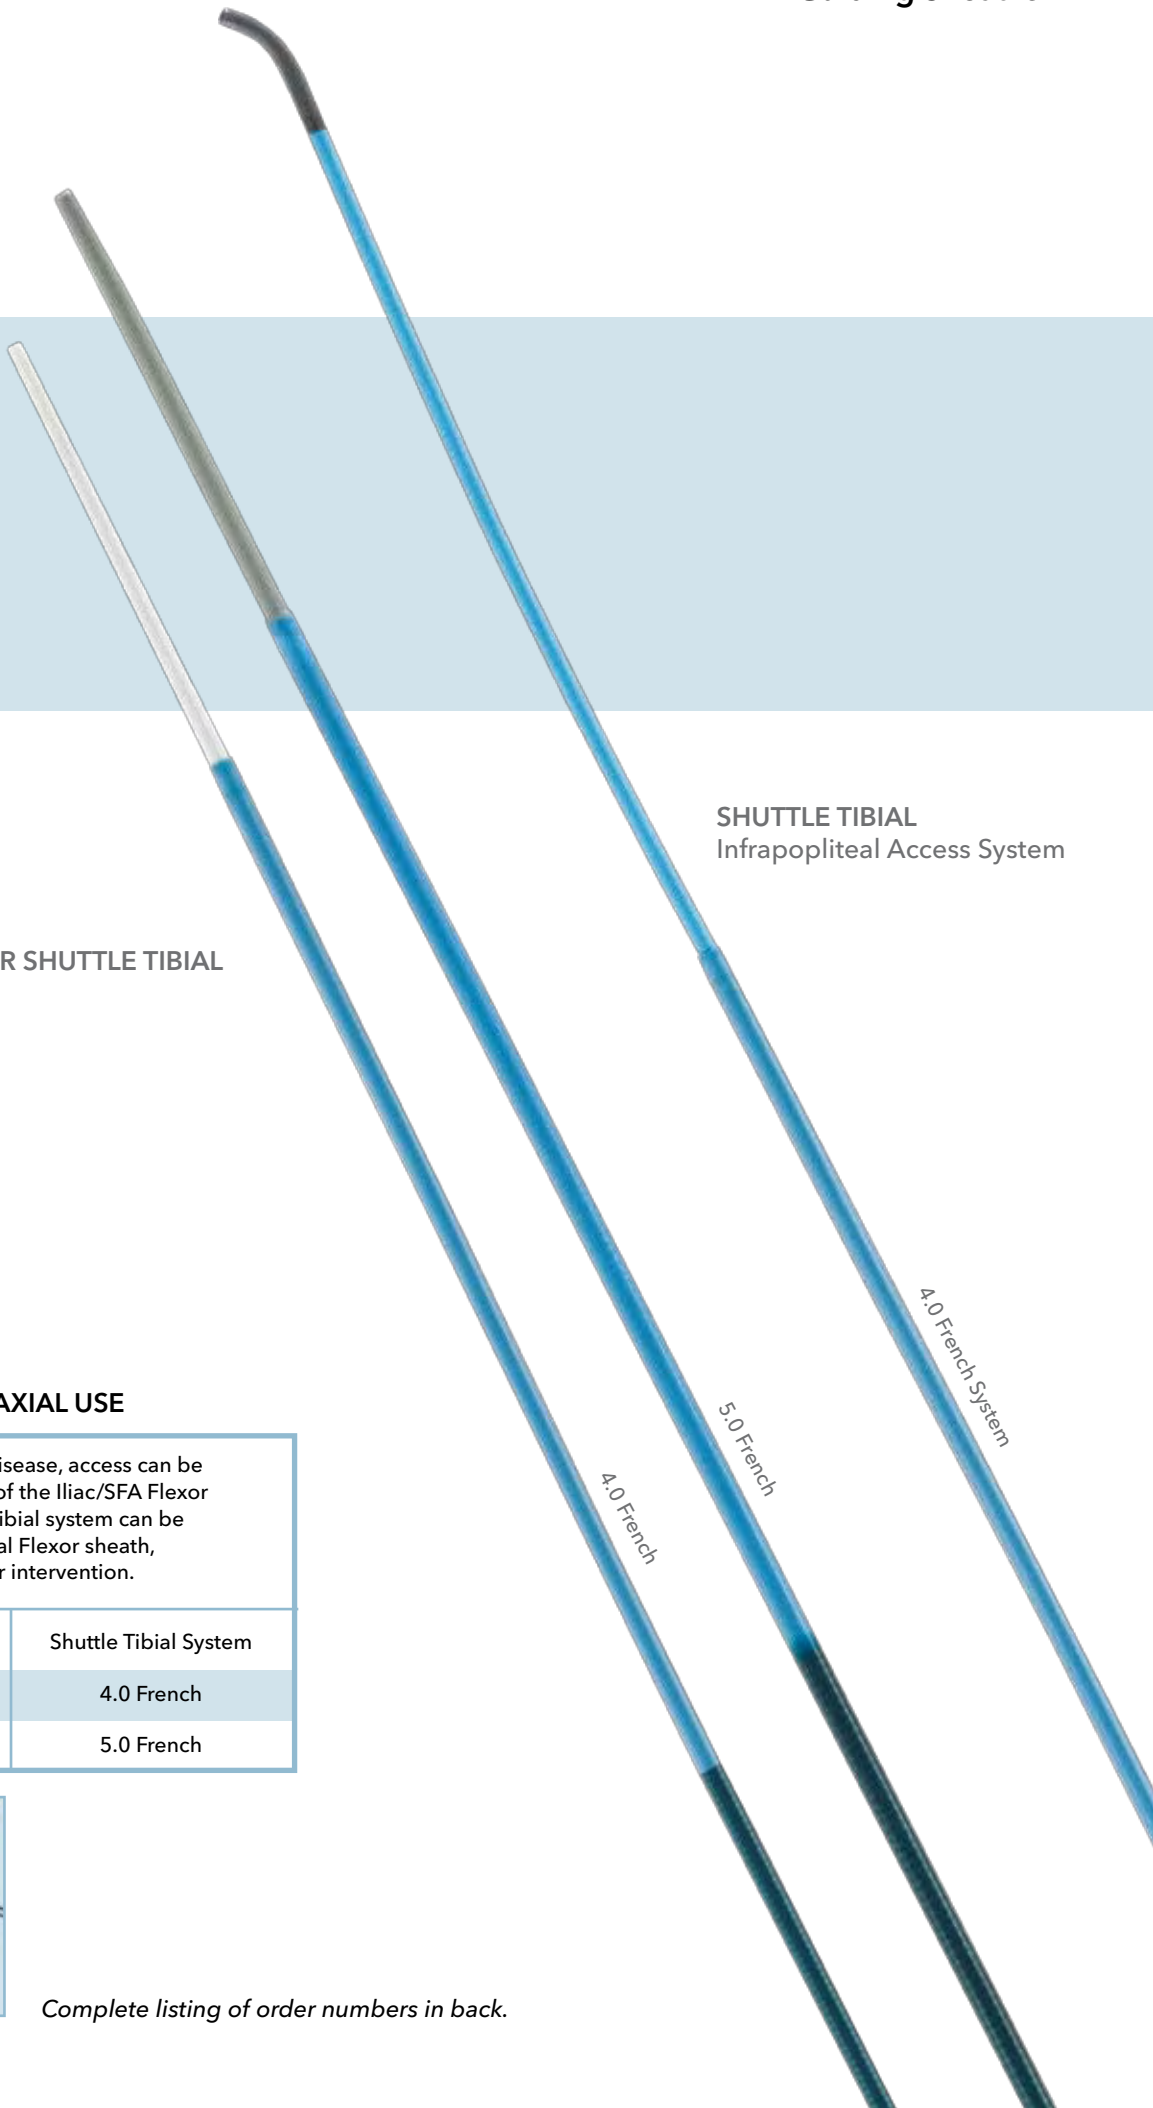 SHUTTLE TIBIAL
Infrapopliteal Access System
R SHUTTLE TIBIAL
4.0 French System
5.0 French
4.0 French
AXIAL USE
isease, access can be
of the Iliac/SFA Flexor
ibial system can be
al Flexor sheath,
r intervention.
Shuttle Tibial System
4.0 French
5.0 French
Complete listing of order numbers in back.